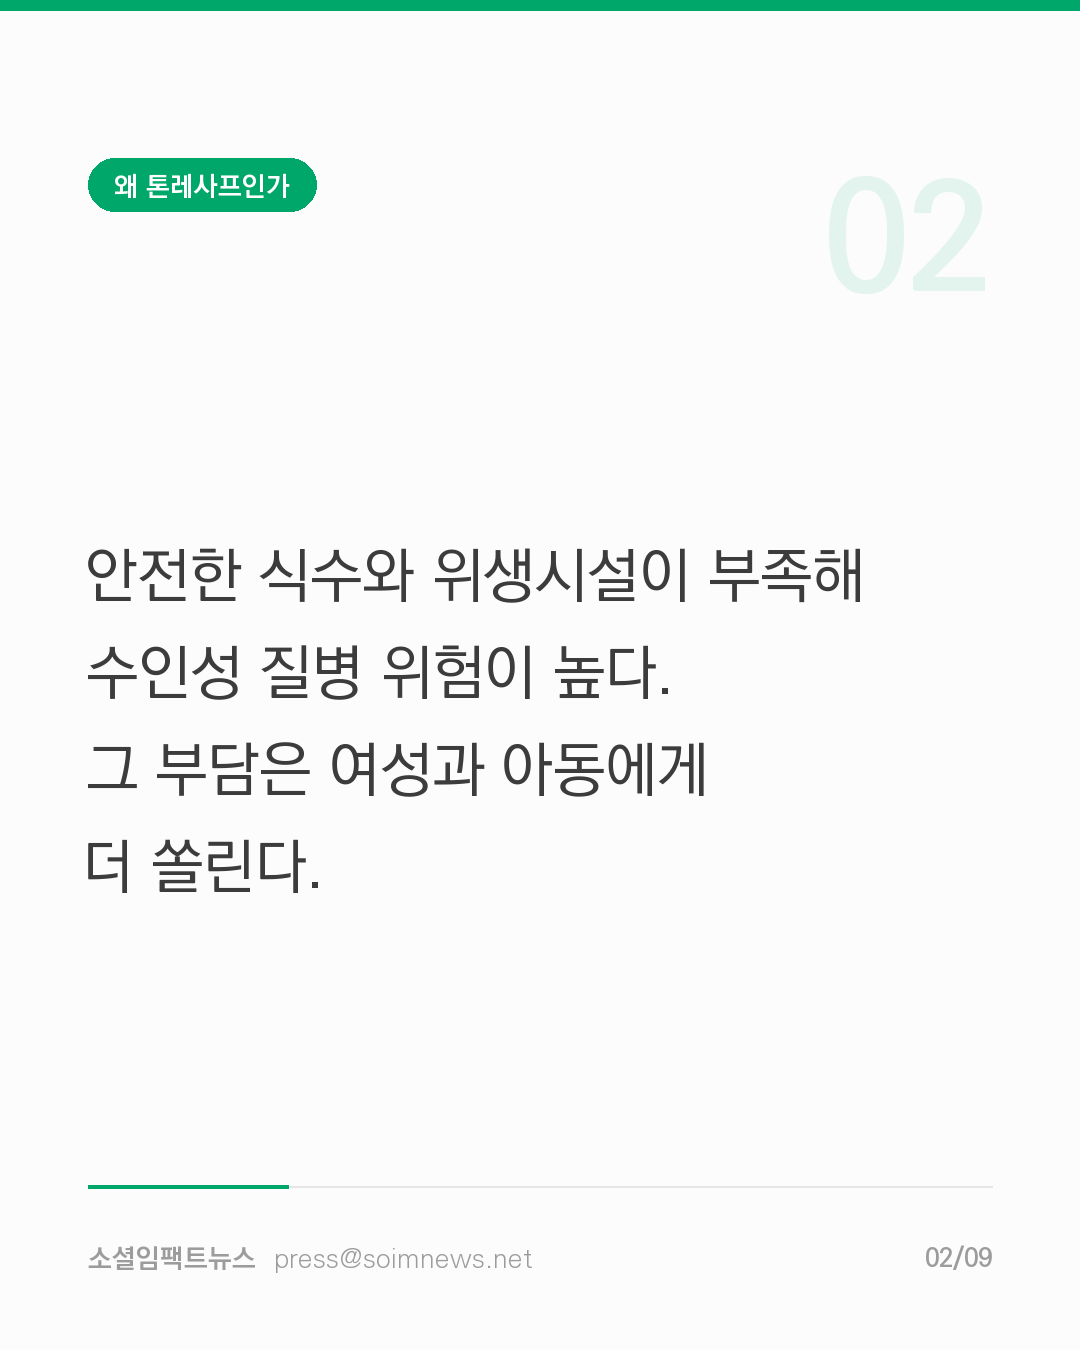 왜 톤레사프인가
02
안전한 식수와 위생시설이 부족해
수인성 질병 위험이 높다.
그 부담은 여성과 아동에게
더 쏠린다.
소셜임팩트뉴스 press@soimnews.net
02/09